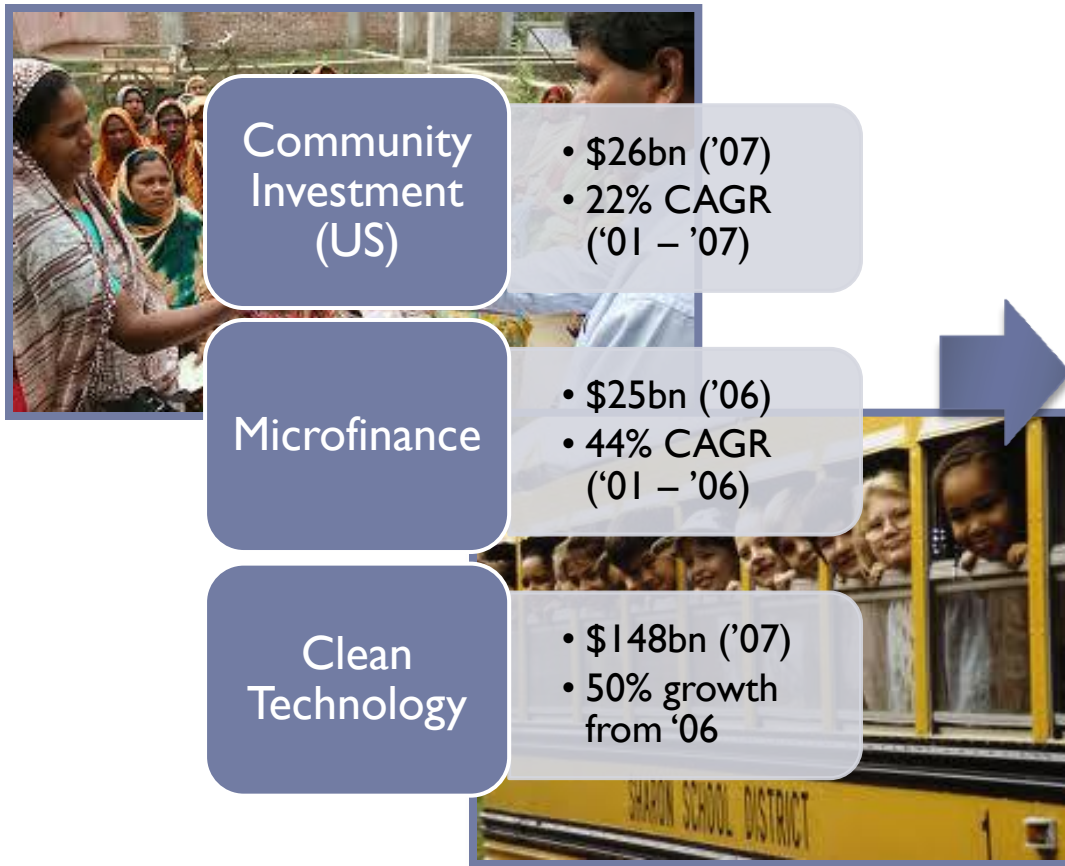 Community
Investment
(US)
• $26bn (’07)
• 22% CAGR
(‘01 – ’07)
Microfinance
• $25bn (’06)
• 44% CAGR
(‘01 – ’06)
Clean
Technology
• $148bn (’07)
• 50% growth
from ‘06
SHARON SCHOOL DISTRICT
1